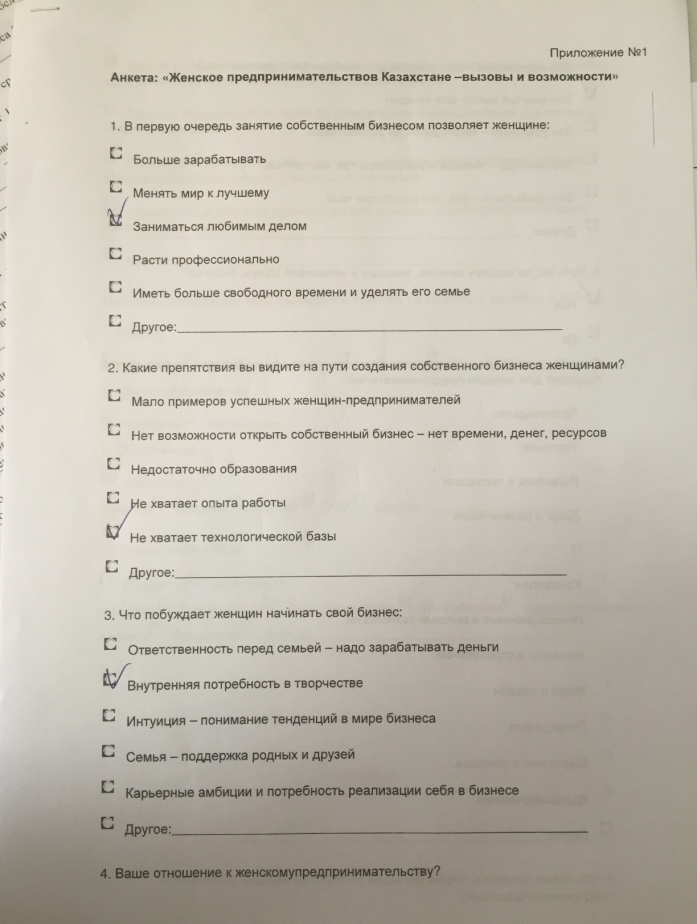 Приложение №1
Анкета: «Женское предпринимательствов Казахстане –вызовы и возможности»
1. В первую очередь занятие собственным бизнесом позволяет женщине:
Больше зарабатывать
Менять мир к лучшему
Заниматься любимым делом
Расти профессионально
Иметь больше свободного времени и уделять его семье
Другое:
2. Какие препятствия вы видите на пути создания собственного бизнеса женщинами?
Мало примеров успешных женщин-предпринимателей
Нет возможности открыть собственный бизнес – нет времени, денег, ресурсов
Недостаточно образования
Не хватает опыта работы
Не хватает технологической базы
Другое:
3. Что побуждает женщин начинать свой бизнес:
Ответственность перед семьей – надо зарабатывать деньги
Внутренняя потребность в творчестве
Интуиция – понимание тенденций в мире бизнеса
Семья – поддержка родных и друзей
Карьерные амбиции и потребность реализации себя в бизнесе
Другое:
4. Ваше отношение к женскомупредпринимательству?